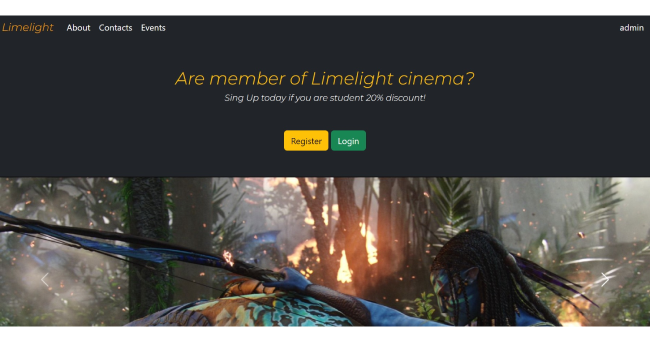 Limelight About Contacts Events admin
Are member of Limelight cinema?
Sing Up today if you are student 20% discount!
Register Login